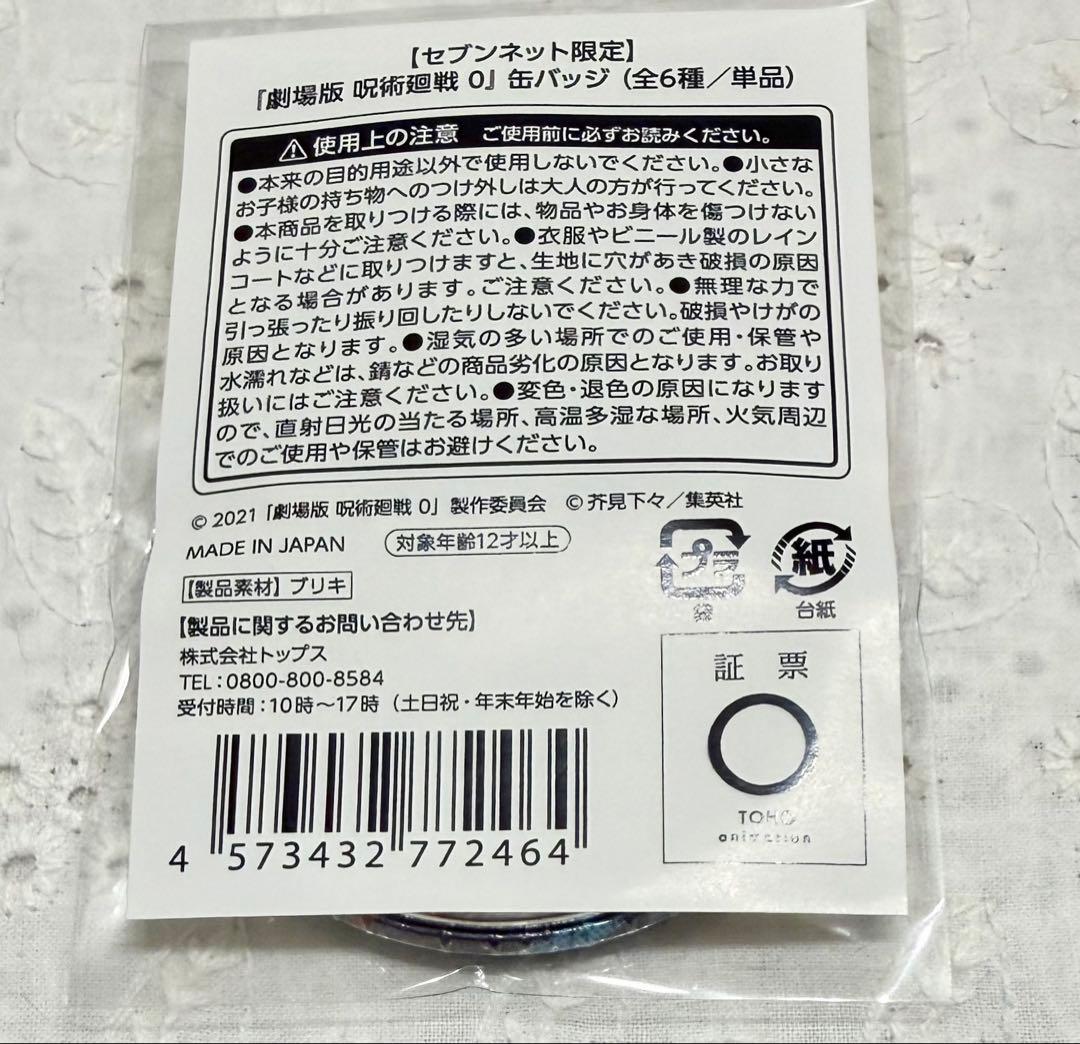 【セブンネット限定】
『劇場版 呪術廻戦 0』缶バッジ（全6種／単品）
⚠使用上の注意 ご使用前に必ずお読みください。
●本来の目的用途以外で使用しないでください。●小さな
お子様の持ち物へのつけ外しは大人の方が行ってください。
●本商品を取りつける際には、物品やお身体を傷つけない
ように十分ご注意ください。●衣服やビニール製のレイン
コートなどに取りつけますと、生地に穴があき破損の原因
となる場合があります。ご注意ください。●無理な力で
引っ張ったり振り回したりしないでください。破損やけがの
原因となります。●湿気の多い場所でのご使用・保管や
水濡れなどは、錆などの商品劣化の原因となります。お取り
扱いにはご注意ください。●変色・退色の原因になります
ので、直射日光の当たる場所、高温多湿な場所、火気周辺
でのご使用や保管はお避けください。
© 2021「劇場版 呪術廻戦 0」製作委員会 ©芥見下々／集英社
MADE IN JAPAN 対象年齢12才以上
【製品素材】ブリキ
プラ
紙
袋
台紙
【製品に関するお問い合わせ先】
株式会社トップス
TEL：0800-800-8584
受付時間：10時～17時（土日祝・年末年始を除く）
証 票
TOHO
animation
4 573432 772464